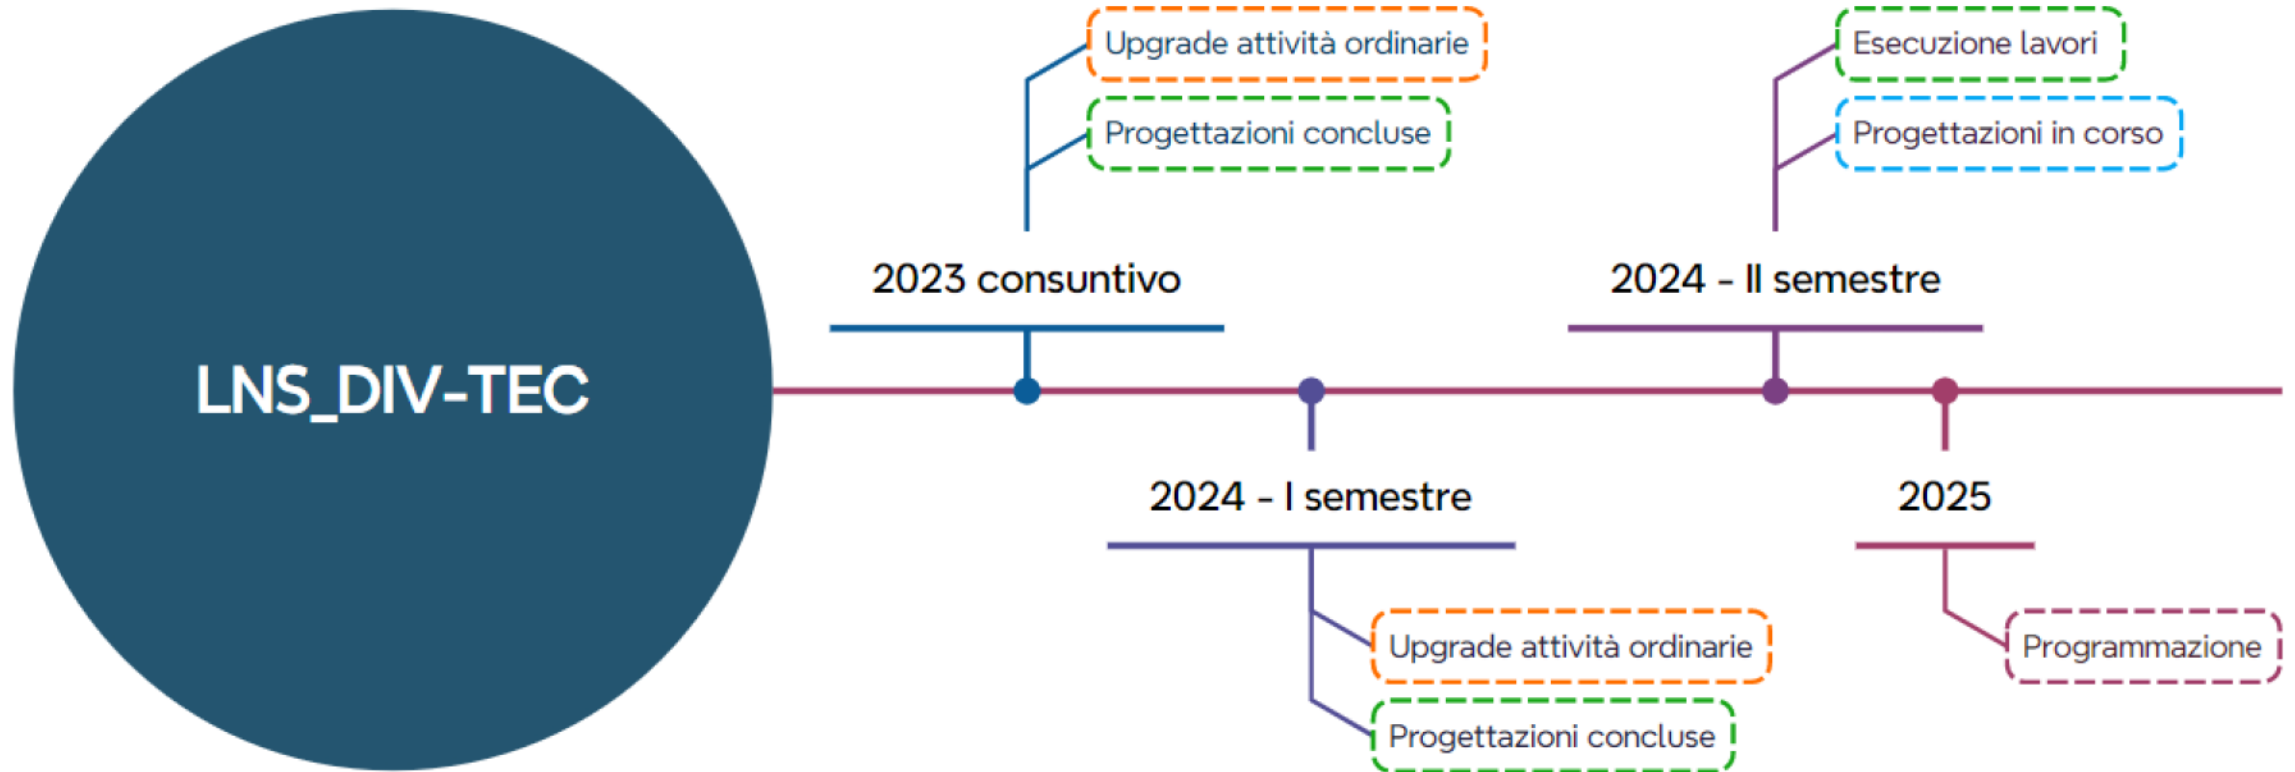 LNS_DIV-TEC
Upgrade attività ordinarie
Progettazioni concluse
2023 consuntivo
2024 - I semestre
Upgrade attività ordinarie
Progettazioni concluse
Esecuzione lavori
Progettazioni in corso
2024 - II semestre
2025
Programmazione